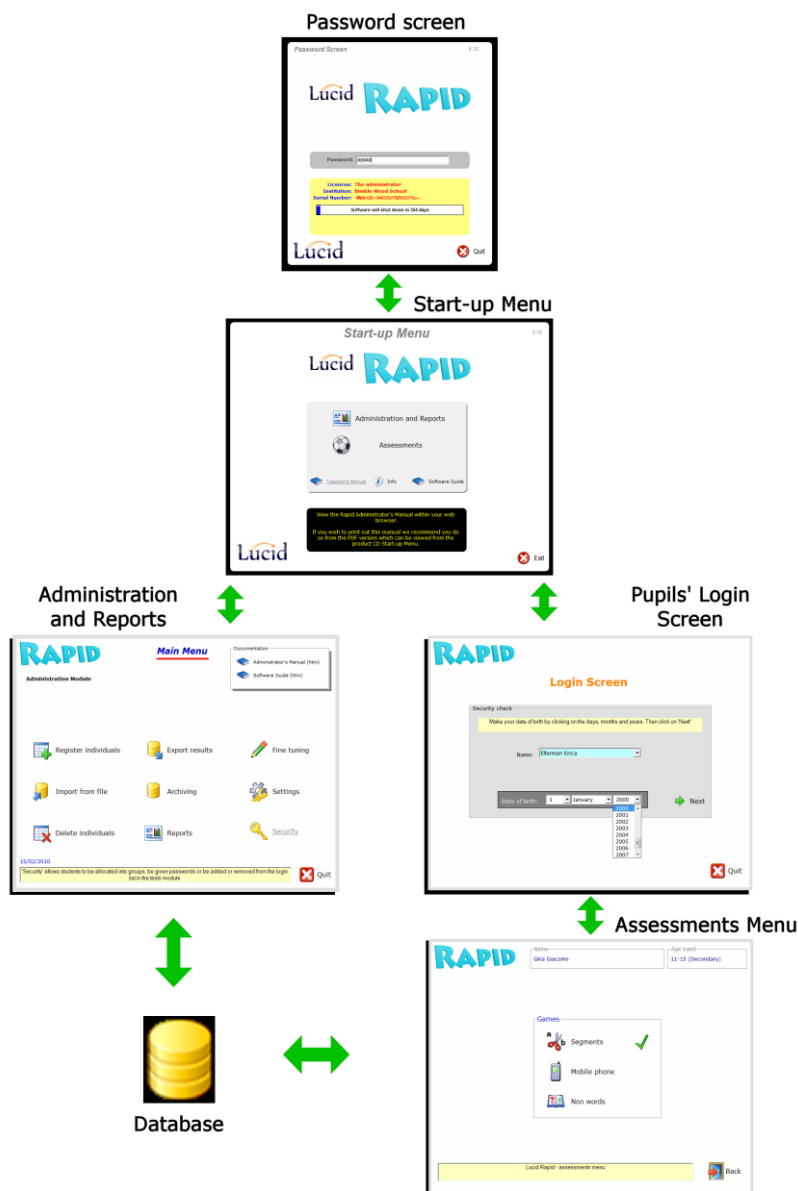 Password screen
Password Screen
Lucid RAPID
Password: xxxxx
Licencee: The administrator
Institution: Bimble Wood School
Serial Number:
Software will shut down in 364 days
Lucid
Quit
Start-up Menu
Start-up Menu
Lucid RAPID
Administration and Reports
Assessments
Teacher's Manual Info Software Guide
View the Rapid Administrator's Manual within your web
browser.
If you wish to print out this manual we recommend you do
so from the PDF version which can be viewed from the
product CD Start-up Menu.
Lucid
Exit
Administration
and Reports
RAPID
Main Menu
Administration Module
Documentation
Administrator's Manual (htm)
Software Guide (htm)
Register individuals Export results Fine tuning
Import from file Archiving Settings
Delete individuals Reports Security
15/02/2010
'Security' allows students to be allocated into groups, be given passwords or be added or removed from the login
list in the tests module
Quit
Pupils' Login
Screen
RAPID
Login Screen
Security check
Make your date of birth by clicking on the days, months and years. Then click on 'Next'
Name: Ellerman Erica
Date of birth: 1 January 2000
Next
2000
2001
2002
2003
2004
2005
2006
2007
Quit
Assessments Menu
RAPID
Name
Gina Giacomo
Age band
11-15 (Secondary)
Games
a b Segments
Mobile phone
Non words
Lucid Rapid - assessments menu
Back
Database